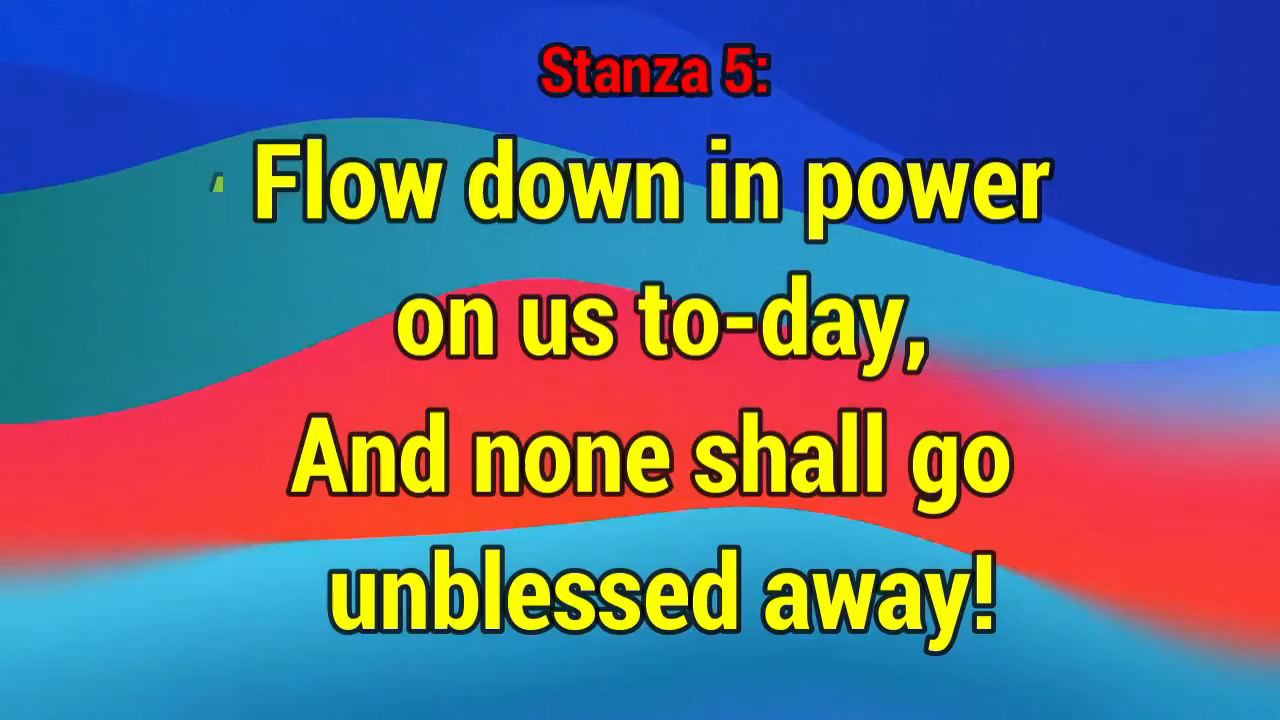 Stanza 5:
Flow down in power
on us to-day,
And none shall go
unblessed away!